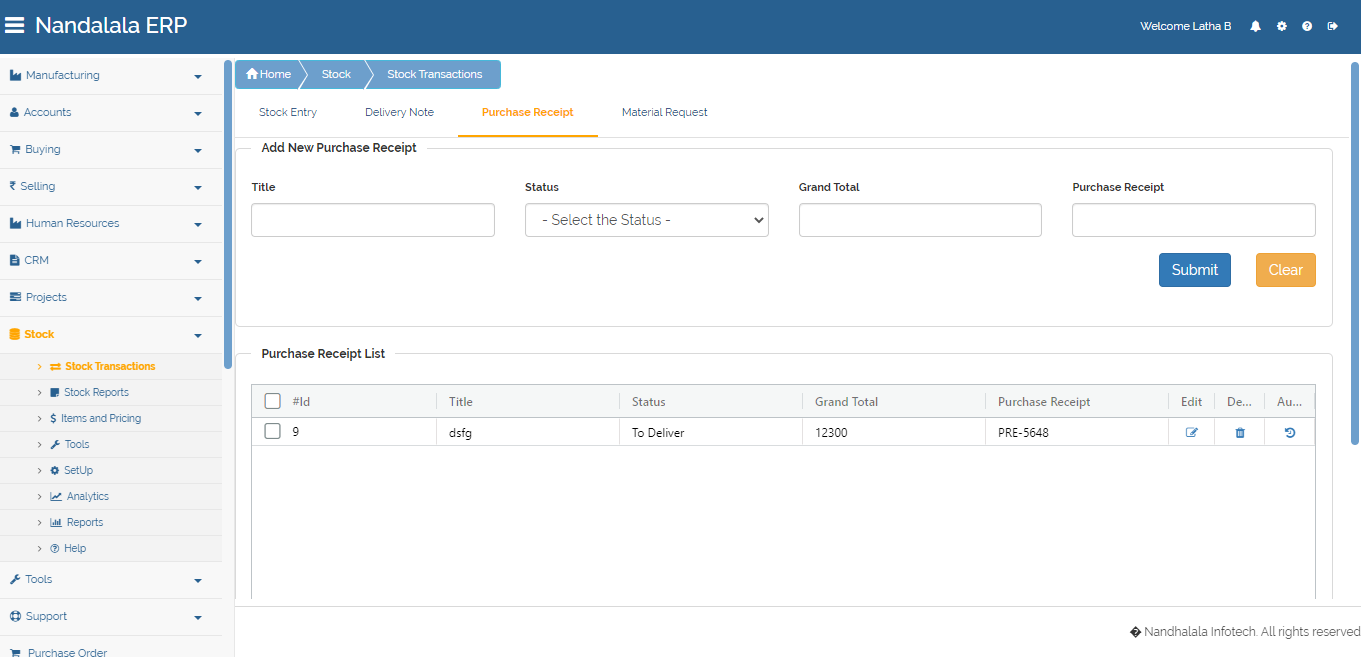 Nandalala ERP
Welcome Latha B
Manufacturing
Accounts
Buying
₹ Selling
Human Resources
CRM
Projects
Stock
Stock Transactions
Stock Reports
$ Items and Pricing
Tools
SetUp
Analytics
Reports
Help
Tools
Support
Purchase Order
Home Stock Stock Transactions
Stock Entry Delivery Note Purchase Receipt Material Request
Add New Purchase Receipt
Title Status Grand Total Purchase Receipt
- Select the Status -
Submit Clear
Purchase Receipt List
#Id Title Status Grand Total Purchase Receipt Edit De... Au...
9 dsfg To Deliver 12300 PRE-5648
� Nandhalala Infotech. All rights reserved